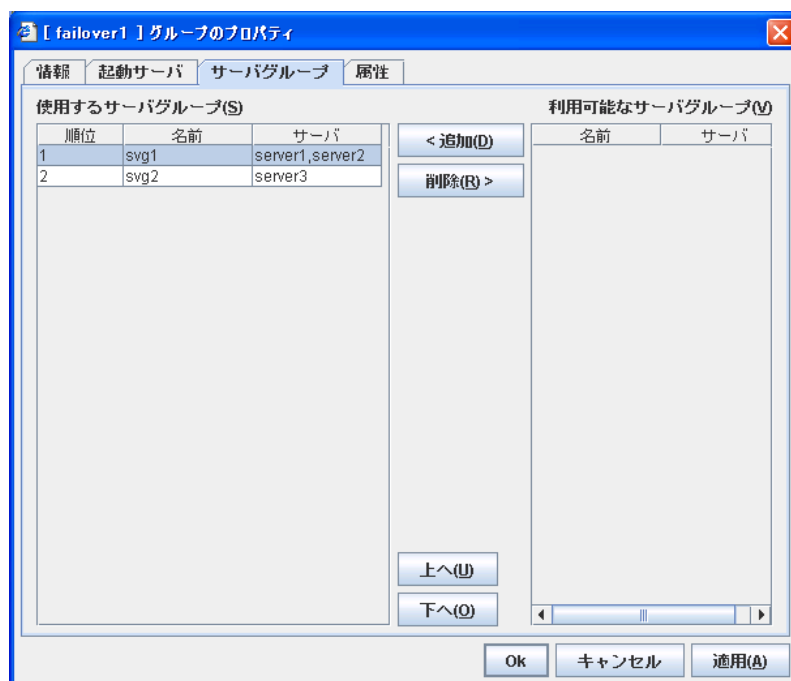 [ failover1 ] グループのプロパティ
情報 起動サーバ サーバグループ 属性
使用するサーバグループ(S) 利用可能なサーバグループ(V)
順位 名前 サーバ < 追加(D) 名前 サーバ
1 svg1 server1,server2
2 svg2 server3 削除(R) >
上へ(U)
下へ(O)
Ok キャンセル 適用(A)